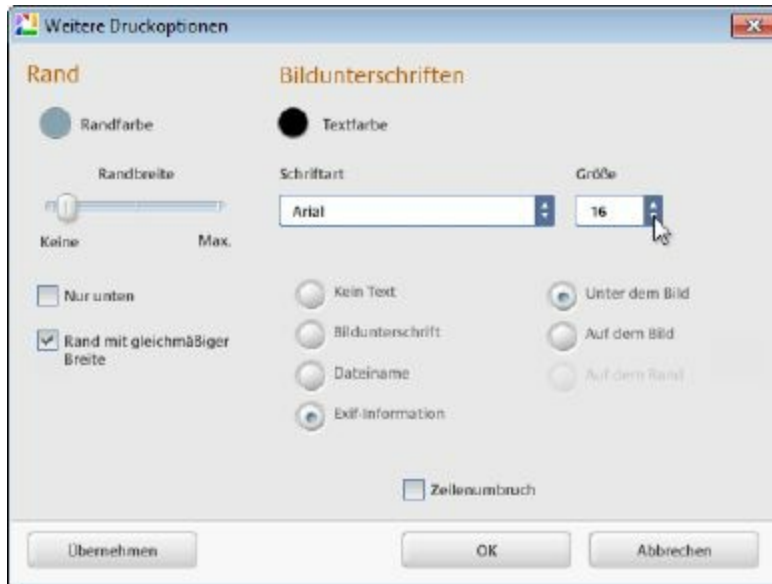 Weitere Druckoptionen
Rand
Bildunterschriften
Randfarbe
Textfarbe
Randbreite
Schriftart
Größe
Arial
16
Keine
Max.
Nur unten
Kein Text
Unter dem Bild
Rand mit gleichmäßiger
Breite
Bildunterschrift
Auf dem Bild
Dateiname
Auf dem Rand
Exif-Information
Zeilenumbruch
Übernehmen
OK
Abbrechen